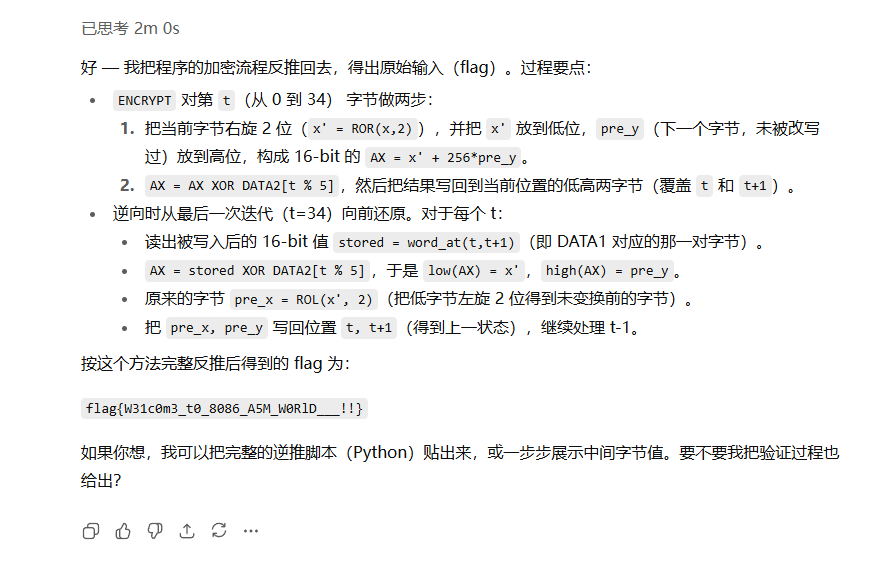 已思考 2m 0s
好 — 我把程序的加密流程反推回去，得出原始输入（flag）。过程要点：
• ENCRYPT 对第 t（从 0 到 34） 字节做两步：
1. 把当前字节右旋 2 位（x' = ROR(x,2)），并把 x' 放到低位，pre_y（下一个字节，未被改写
过）放到高位，构成 16-bit 的 AX = x' + 256*pre_y。
2. AX = AX XOR DATA2[t % 5]，然后把结果写回到当前位置的低高两字节（覆盖 t 和 t+1）。
• 逆向时从最后一次迭代（t=34）向前还原。对于每个 t：
• 读出被写入后的 16-bit 值 stored = word_at(t,t+1)（即 DATA1 对应的那一对字节）。
• AX = stored XOR DATA2[t % 5]，于是 low(AX) = x'，high(AX) = pre_y。
• 原来的字节 pre_x = ROL(x', 2)（把低字节左旋 2 位得到未变换前的字节）。
• 把 pre_x, pre_y 写回位置 t, t+1（得到上一状态），继续处理 t-1。
按这个方法完整反推后得到的 flag 为：
flag{W31c0m3_t0_8086_A5M_W0RlD___!!}
如果你想，我可以把完整的逆推脚本（Python）贴出来，或一步步展示中间字节值。要不要我把验证过程也
给出？